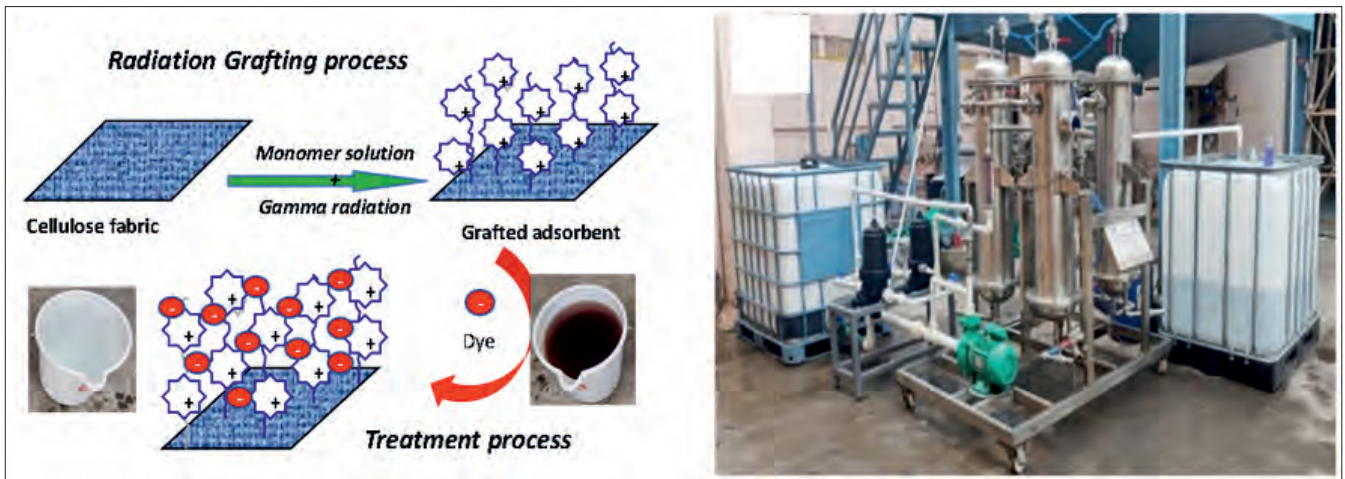 Radiation Grafting process
Monomer solution
+
Gamma radiation
Cellulose fabric
Grafted adsorbent
Dye
Treatment process